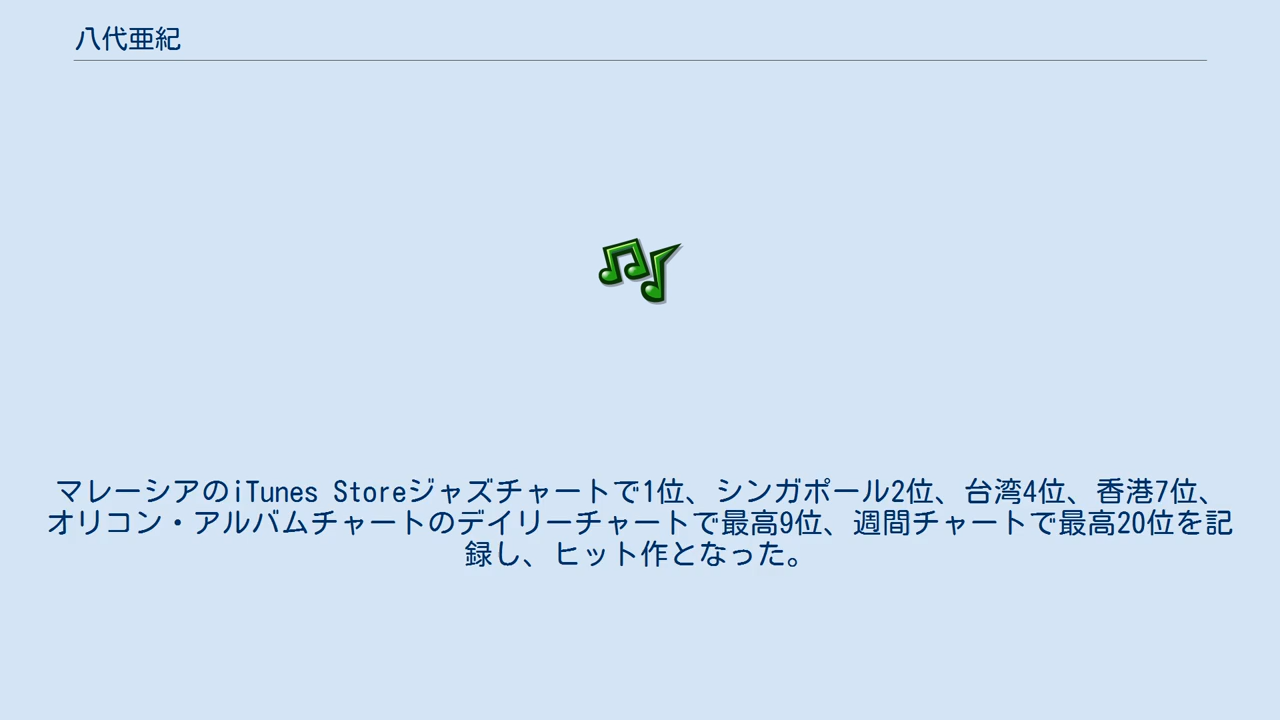 八代亜紀
マレーシアのiTunes Storeジャズチャートで1位、シンガポール2位、台湾4位、香港7位、
オリコン・アルバムチャートのデイリーチャートで最高9位、週間チャートで最高20位を記
録し、ヒット作となった。